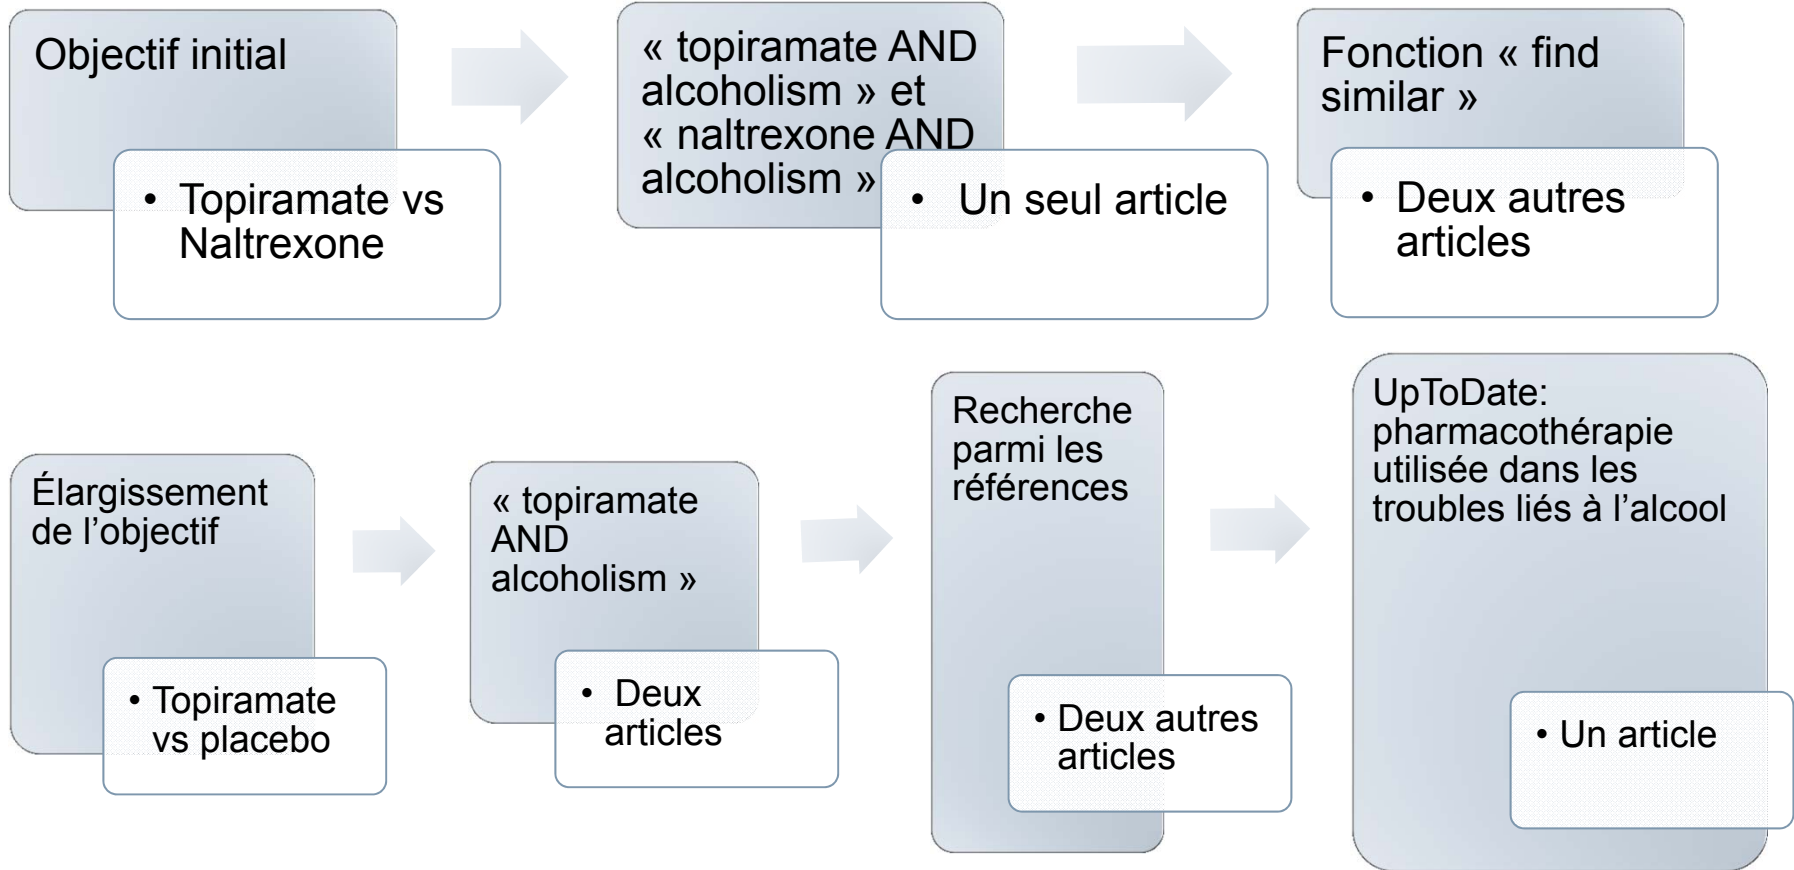 Objectif initial
• Topiramate vs
Naltrexone
« topiramate AND
alcoholism » et
« naltrexone AND
alcoholism »
• Un seul article
Fonction « find
similar »
• Deux autres
articles
Élargissement
de l’objectif
• Topiramate
vs placebo
« topiramate
AND
alcoholism »
• Deux
articles
Recherche
parmi les
références
• Deux autres
articles
UpToDate:
pharmacothérapie
utilisée dans les
troubles liés à l’alcool
• Un article